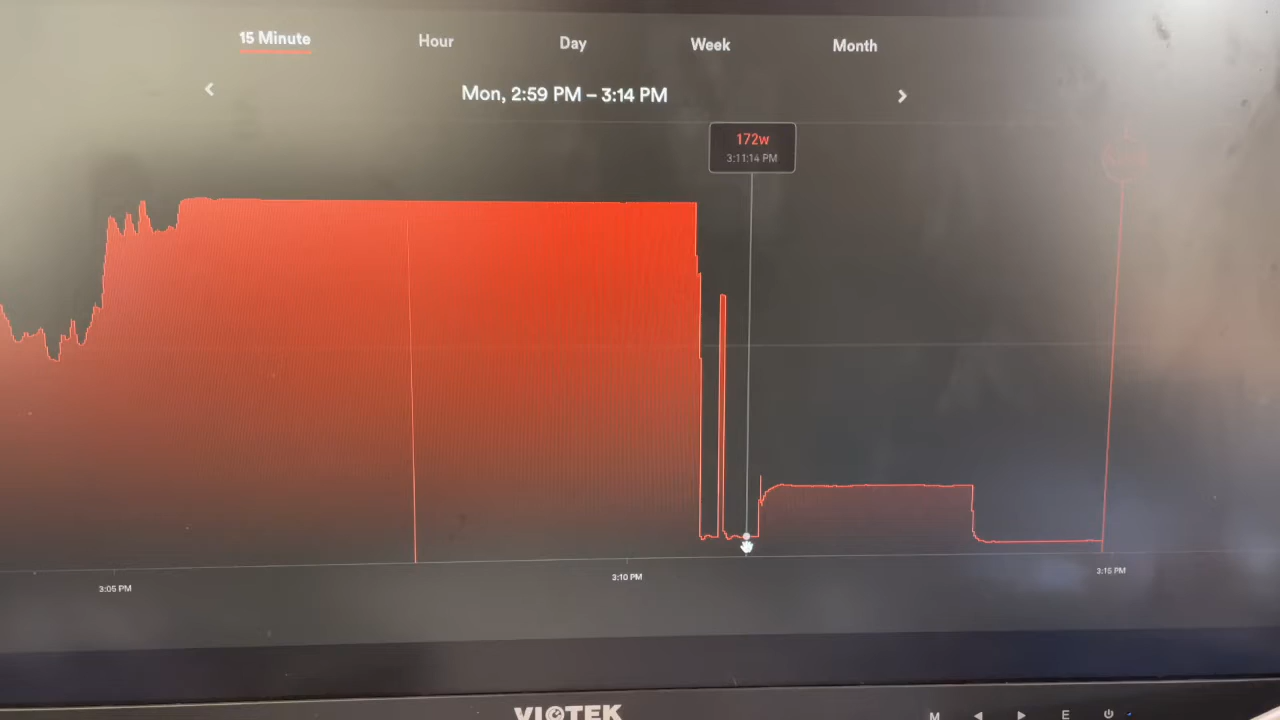 15 Minute
Hour
Day
Week
Month
Mon, 2:59 PM – 3:14 PM
172w
3:11:14 PM
3:05 PM
3:10 PM
3:15 PM
VIOTEK
M
E